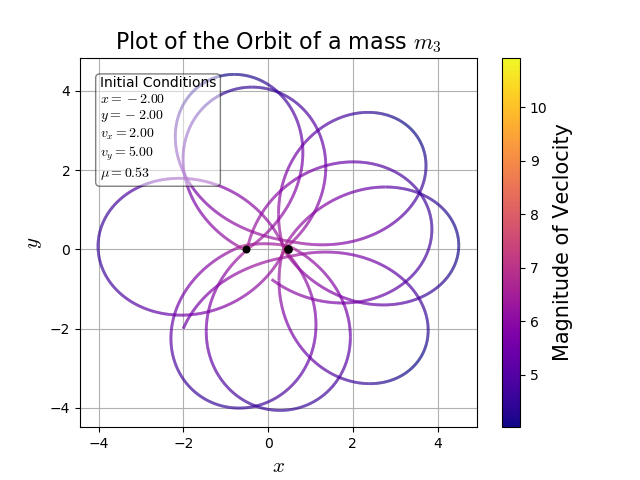 Plot of the Orbit of a mass m₃
Initial Conditions
x = −2.00
y = −2.00
vₓ = 2.00
v_y = 5.00
μ = 0.53
4
2
0
−2
−4
y
−4
−2
0
2
4
x
10
9
8
7
6
5
Magnitude of Veclocity